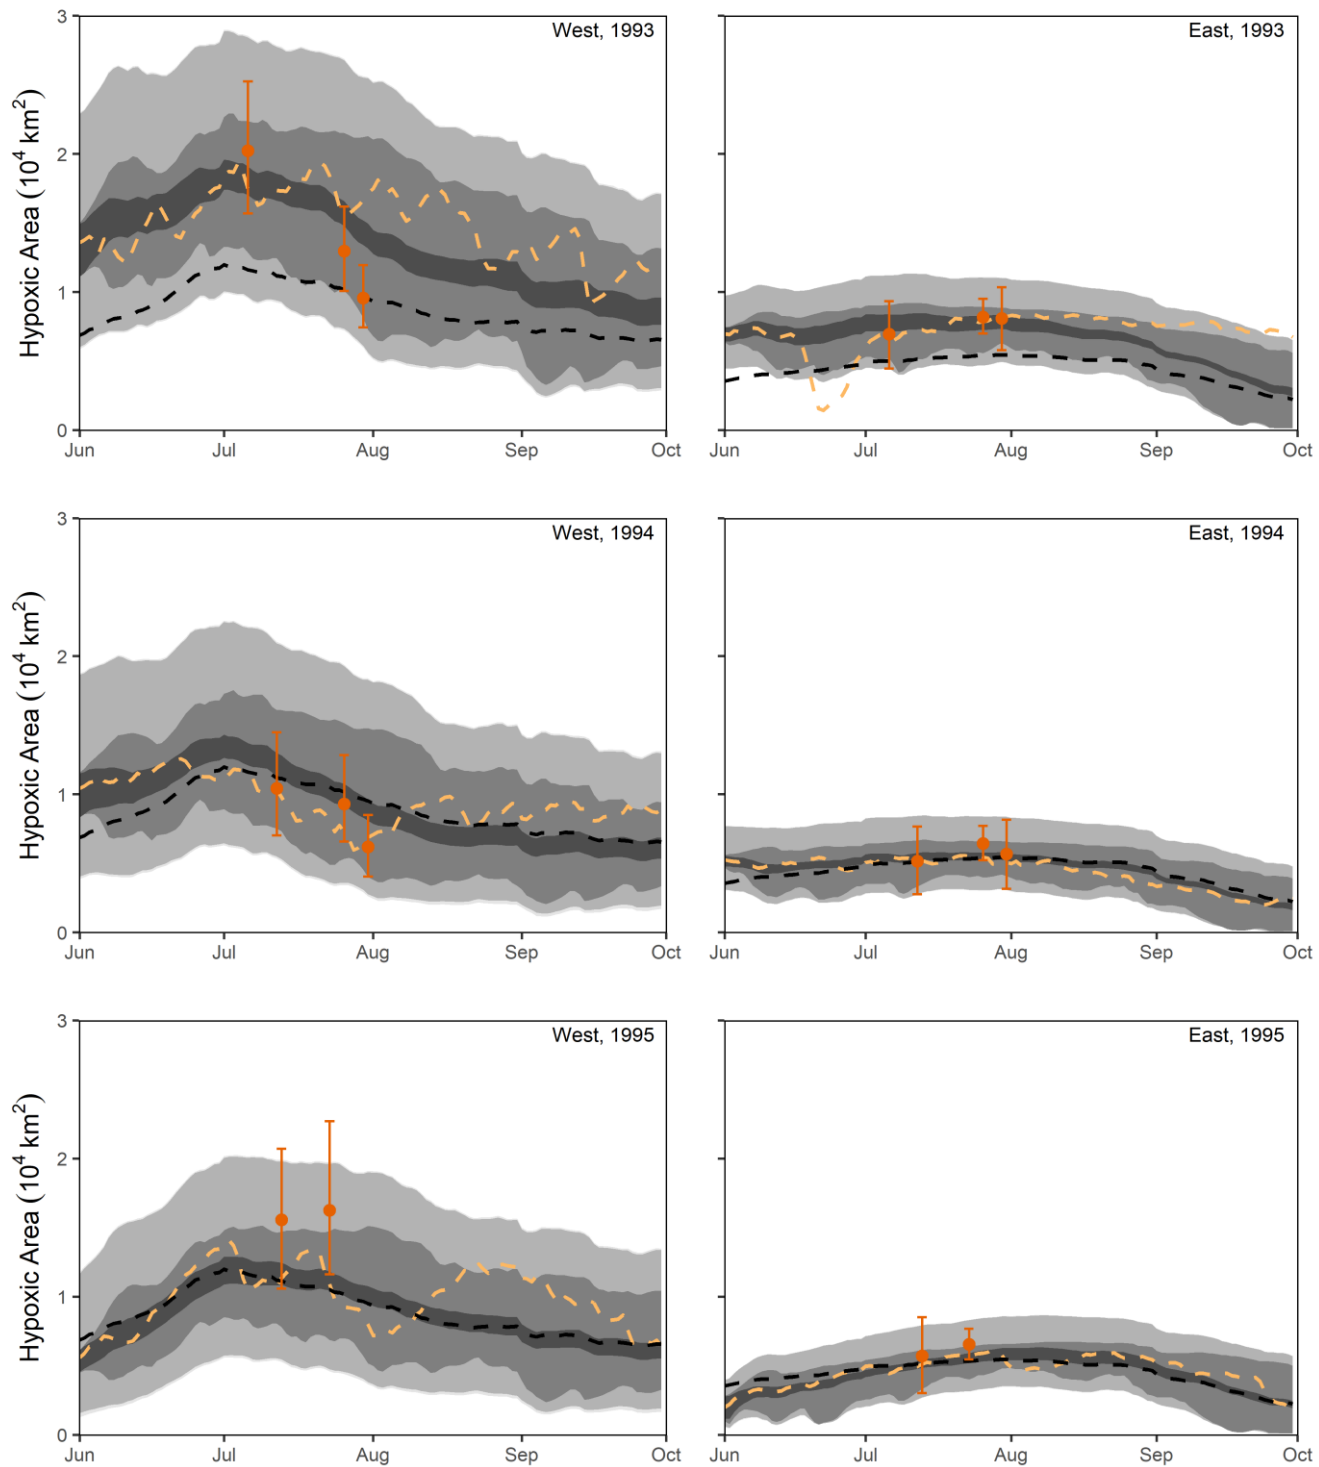 West, 1993
East, 1993
Hypoxic Area (10⁴ km²)
3
2
1
0
Jun Jul Aug Sep Oct
Jun Jul Aug Sep Oct
West, 1994
East, 1994
Hypoxic Area (10⁴ km²)
3
2
1
0
Jun Jul Aug Sep Oct
Jun Jul Aug Sep Oct
West, 1995
East, 1995
Hypoxic Area (10⁴ km²)
3
2
1
0
Jun Jul Aug Sep Oct
Jun Jul Aug Sep Oct